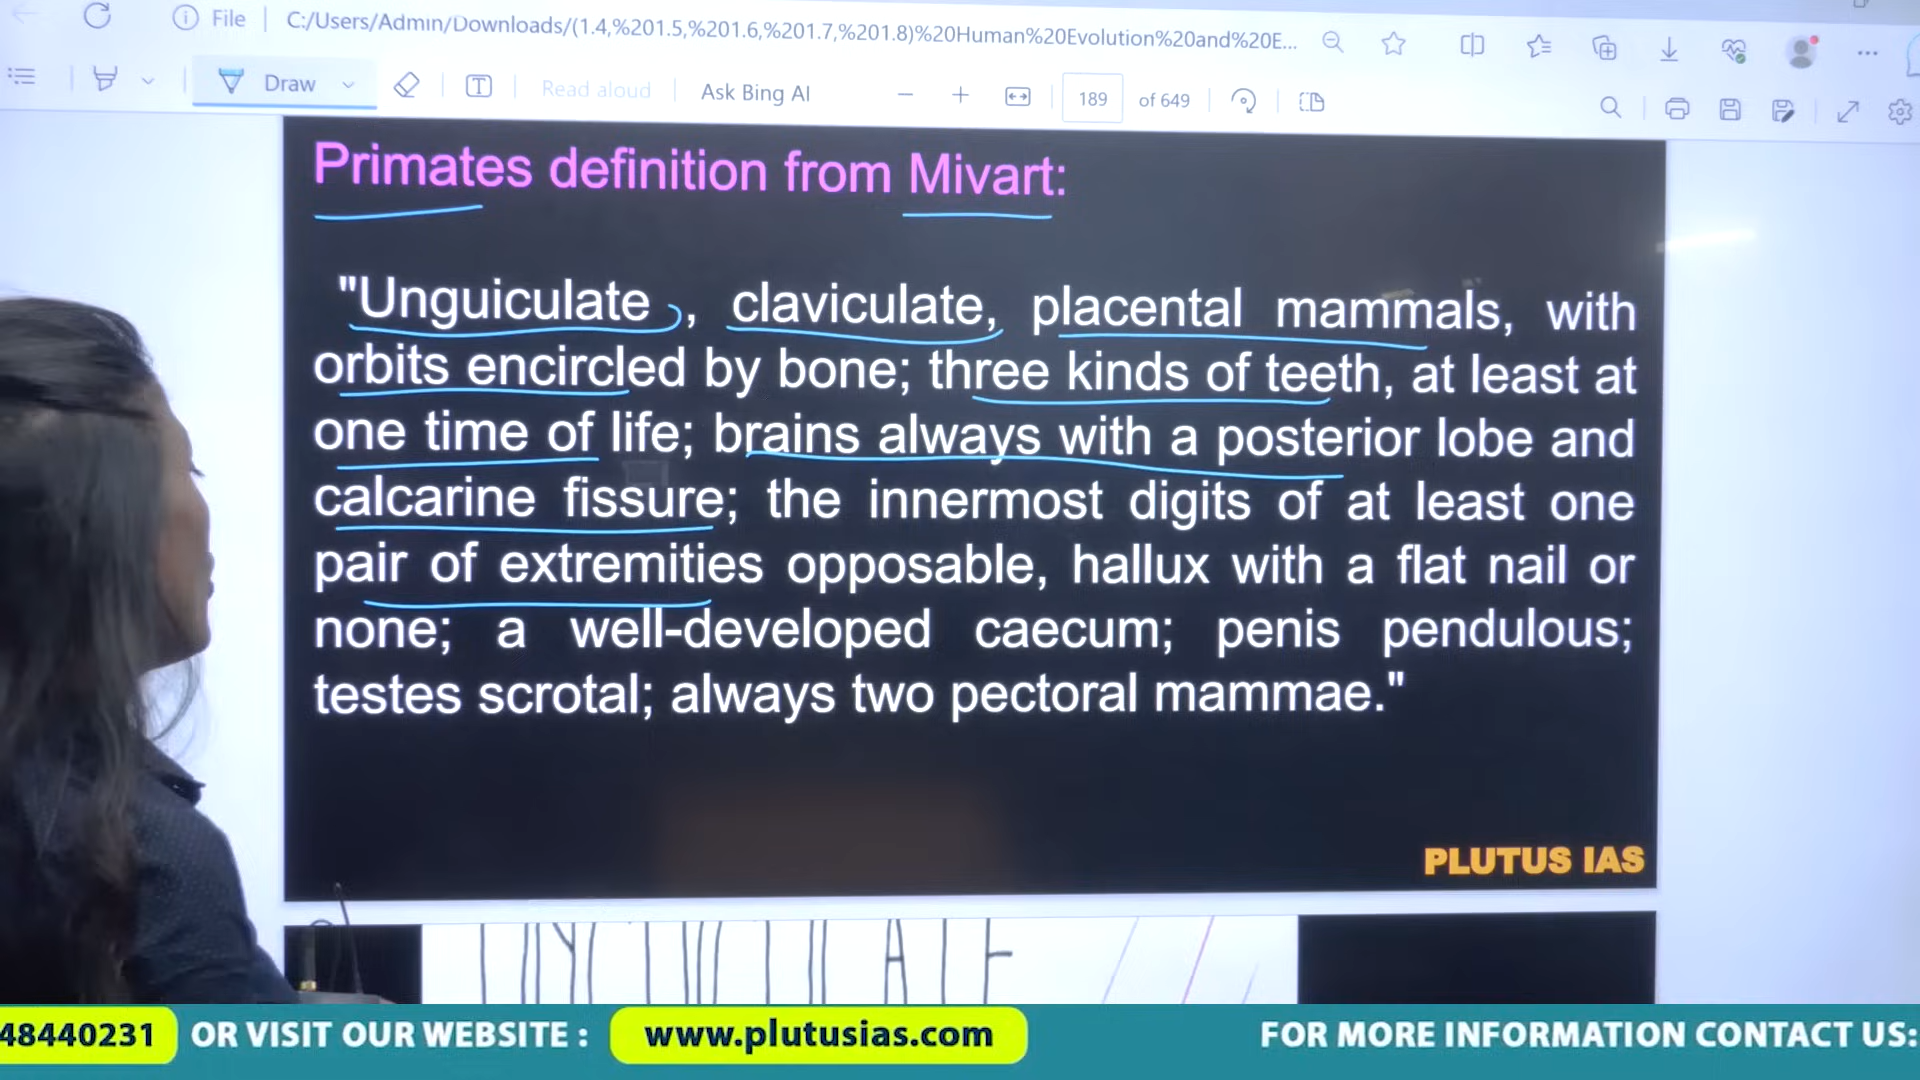 File
C:/Users/Admin/Downloads/(1.4,%201.5,%201.6,%201.7,%201.8)%20Human%20Evolution%20and%20E...
Draw
Read aloud
Ask Bing AI
189 of 649
Primates definition from Mivart:
"Unguiculate , claviculate, placental mammals, with
orbits encircled by bone; three kinds of teeth, at least at
one time of life; brains always with a posterior lobe and
calcarine fissure; the innermost digits of at least one
pair of extremities opposable, hallux with a flat nail or
none; a well-developed caecum; penis pendulous;
testes scrotal; always two pectoral mammae."
PLUTUS IAS
48440231 OR VISIT OUR WEBSITE : www.plutusias.com FOR MORE INFORMATION CONTACT US: